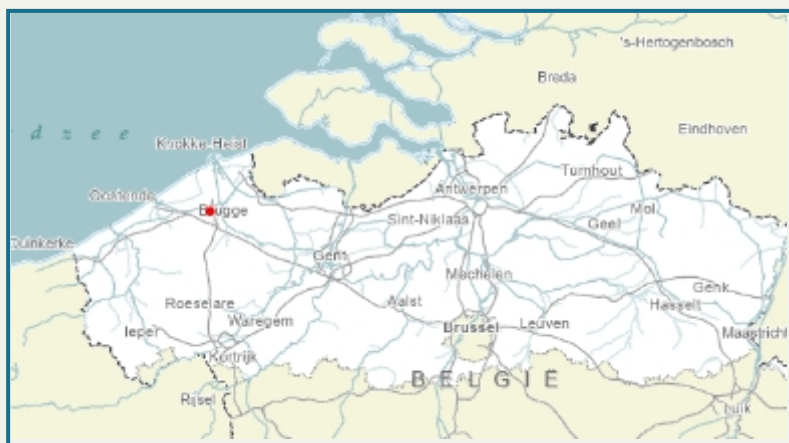 's-Hertogenbosch
Breda
Eindhoven
d z e e
Knokke-Heist
Turnhout
Oostende
Antwerpen
Mol
Brugge
Sint-Niklaas
Geel
Duinkerke
Gent
Mechelen
Genk
Roeselare
Aalst
Hasselt
Ieper
Waregem
Brussel
Leuven
Maastricht
Kortrijk
BELGIË
Rijsel
Luik